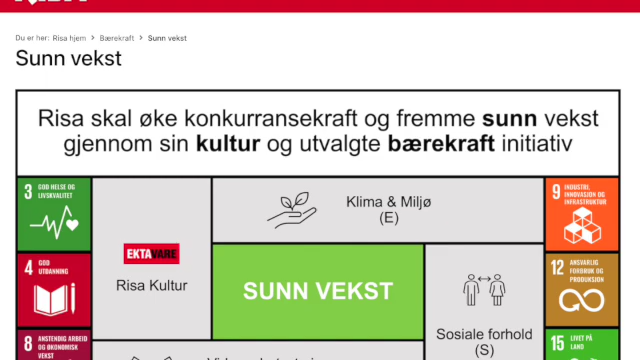 Du er her: Risa hjem > Bærekraft > Sunn vekst
Sunn vekst
Risa skal øke konkurransekraft og fremme sunn vekst
gjennom sin kultur og utvalgte bærekraft initiativ
3 GOD HELSE OG
LIVSKVALITET
Klima & Miljø
(E)
9 INDUSTRI,
INNOVASJON OG
INFRASTRUKTUR
EKTAVARE
Risa Kultur
4 GOD
UTDANNING
SUNN VEKST
12 ANSVARLIG
FORBRUK OG
PRODUKSJON
Sosiale forhold
(S)
8 ANSTENDIG ARBEID
OG ØKONOMISK
VEKST
15 LIVET PÅ
LAND